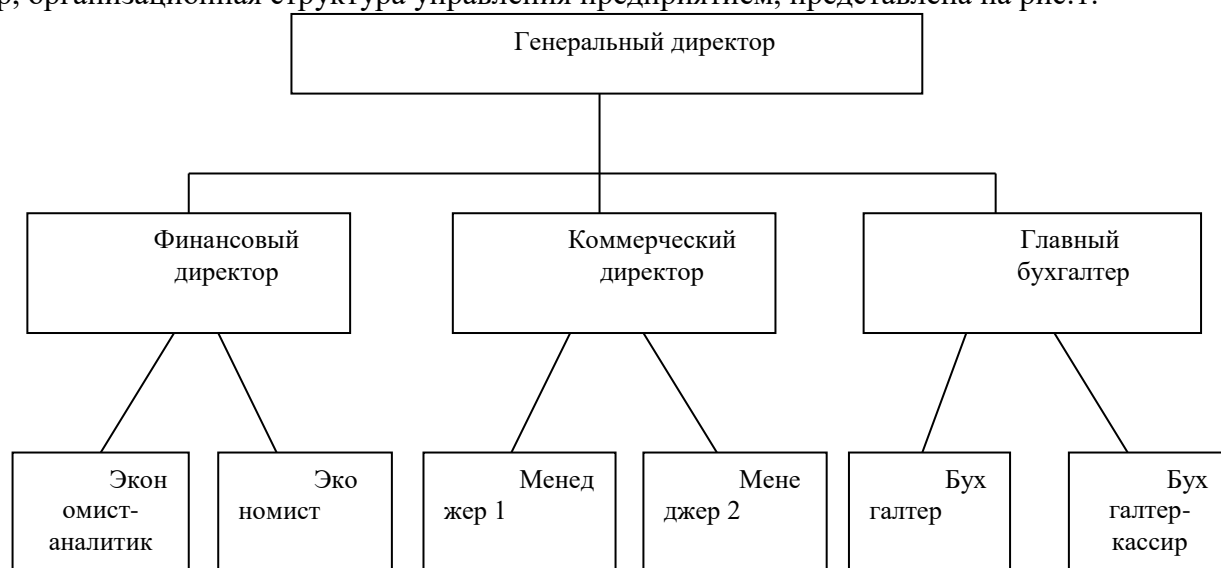 р, организационная структура управления предприятием, представлена на рис.1.
Генеральный директор
Финансовый
директор
Коммерческий
директор
Главный
бухгалтер
Экон
омист-
аналитик
Эко
номист
Менед
жер 1
Мене
джер 2
Бух
галтер
Бух
галтер-
кассир